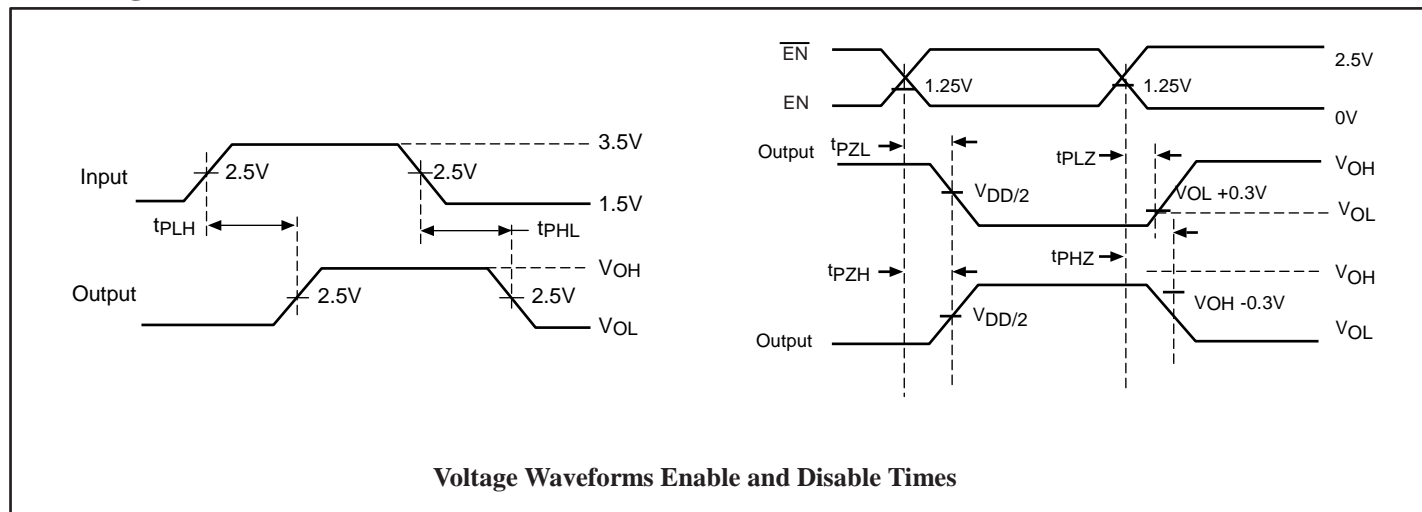 Input
2.5V
2.5V
3.5V
1.5V
tPLH
tPHL
Output
2.5V
2.5V
VOH
VOL
EN
EN
1.25V
1.25V
2.5V
0V
Output
tPZL
VDD/2
tPLZ
VOL +0.3V
VOH
VOL
tPZH
VDD/2
tPHZ
VOH -0.3V
VOH
VOL
Output
Voltage Waveforms Enable and Disable Times